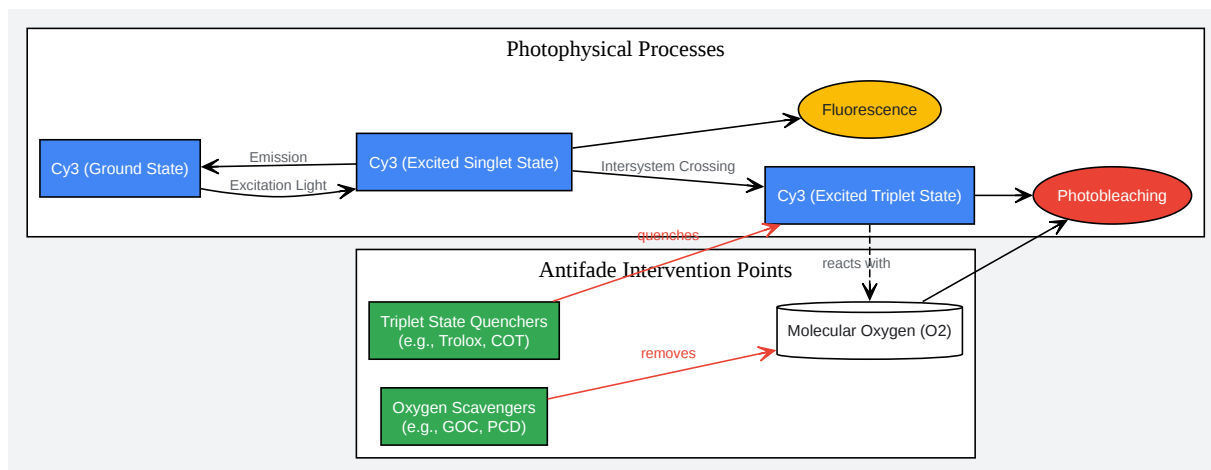 Photophysical Processes
Fluorescence
Cy3 (Ground State)
Emission
Excitation Light
Cy3 (Excited Singlet State)
Intersystem Crossing
Cy3 (Excited Triplet State)
Photobleaching
quenches
reacts with
Antifade Intervention Points
Triplet State Quenchers
(e.g., Trolox, COT)
Molecular Oxygen (O2)
removes
Oxygen Scavengers
(e.g., GOC, PCD)